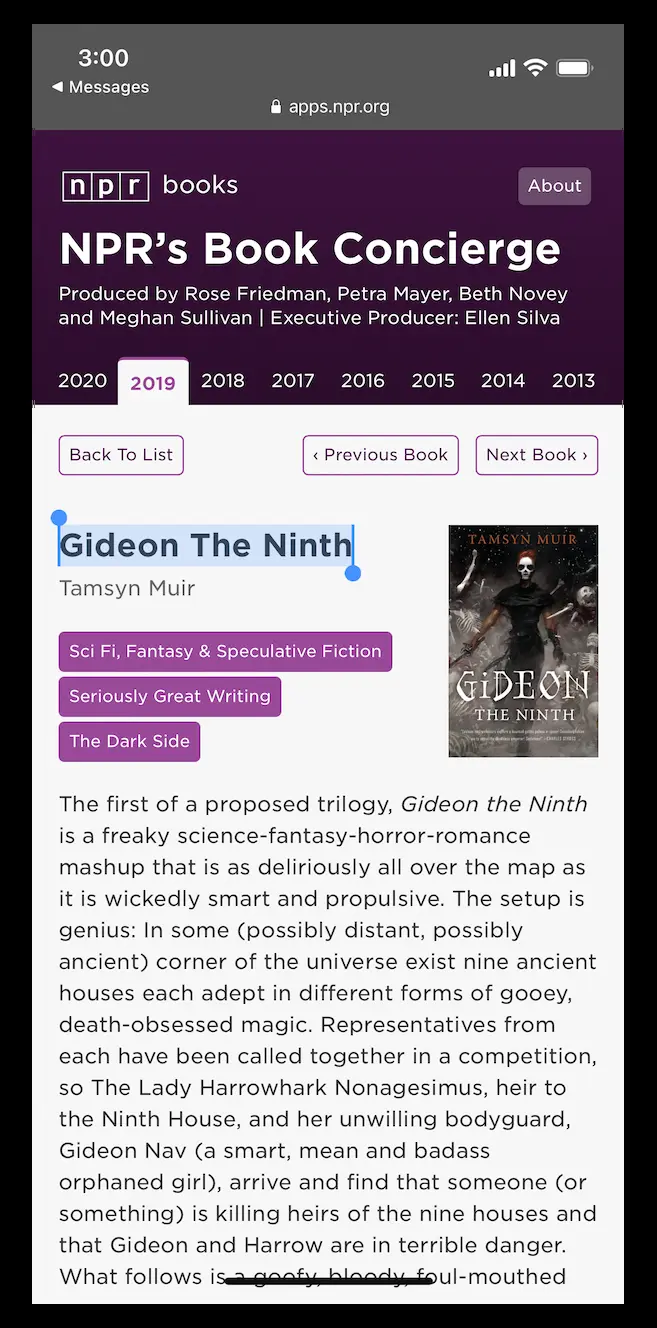 3:00
◀ Messages
apps.npr.org
npr books
About
NPR’s Book Concierge
Produced by Rose Friedman, Petra Mayer, Beth Novey
and Meghan Sullivan | Executive Producer: Ellen Silva
2020 2019 2018 2017 2016 2015 2014 2013
Back To List
‹ Previous Book
Next Book ›
Gideon The Ninth
Tamsyn Muir
Sci Fi, Fantasy & Speculative Fiction
Seriously Great Writing
The Dark Side
TAMSYN MUIR
GIDEON
THE NINTH
The first of a proposed trilogy, Gideon the Ninth
is a freaky science-fantasy-horror-romance
mashup that is as deliriously all over the map as
it is wickedly smart and propulsive. The setup is
genius: In some (possibly distant, possibly
ancient) corner of the universe exist nine ancient
houses each adept in different forms of gooey,
death-obsessed magic. Representatives from
each have been called together in a competition,
so The Lady Harrowhark Nonagesimus, heir to
the Ninth House, and her unwilling bodyguard,
Gideon Nav (a smart, mean and badass
orphaned girl), arrive and find that someone (or
something) is killing heirs of the nine houses and
that Gideon and Harrow are in terrible danger.
What follows is a goofy, bloody, foul-mouthed